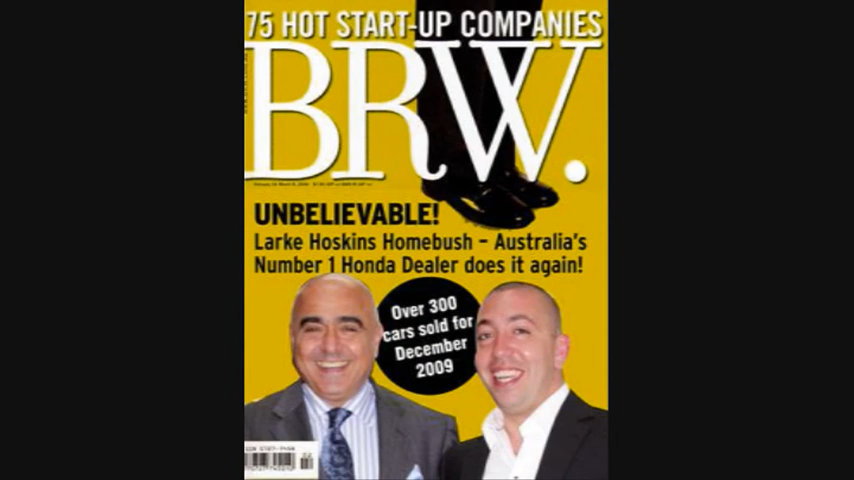 75 HOT START-UP COMPANIES
BRW.
UNBELIEVABLE!
Larke Hoskins Homebush – Australia's
Number 1 Honda Dealer does it again!
Over 300
cars sold for
December
2009